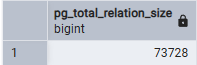 pg_total_relation_size
bigint
1 73728